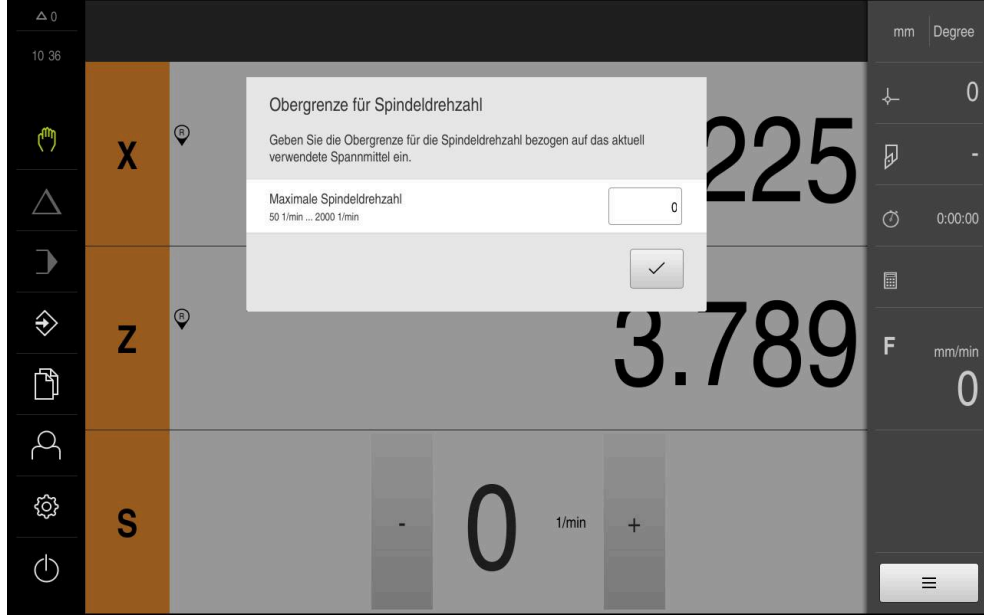 0
10 36
mm Degree
X
R
225
0
Obergrenze für Spindeldrehzahl
Geben Sie die Obergrenze für die Spindeldrehzahl bezogen auf das aktuell
verwendete Spannmittel ein.
Maximale Spindeldrehzahl
50 1/min ... 2000 1/min
0
-
0:00:00
Z
R
3.789
F
mm/min
0
S
-
0
1/min
+